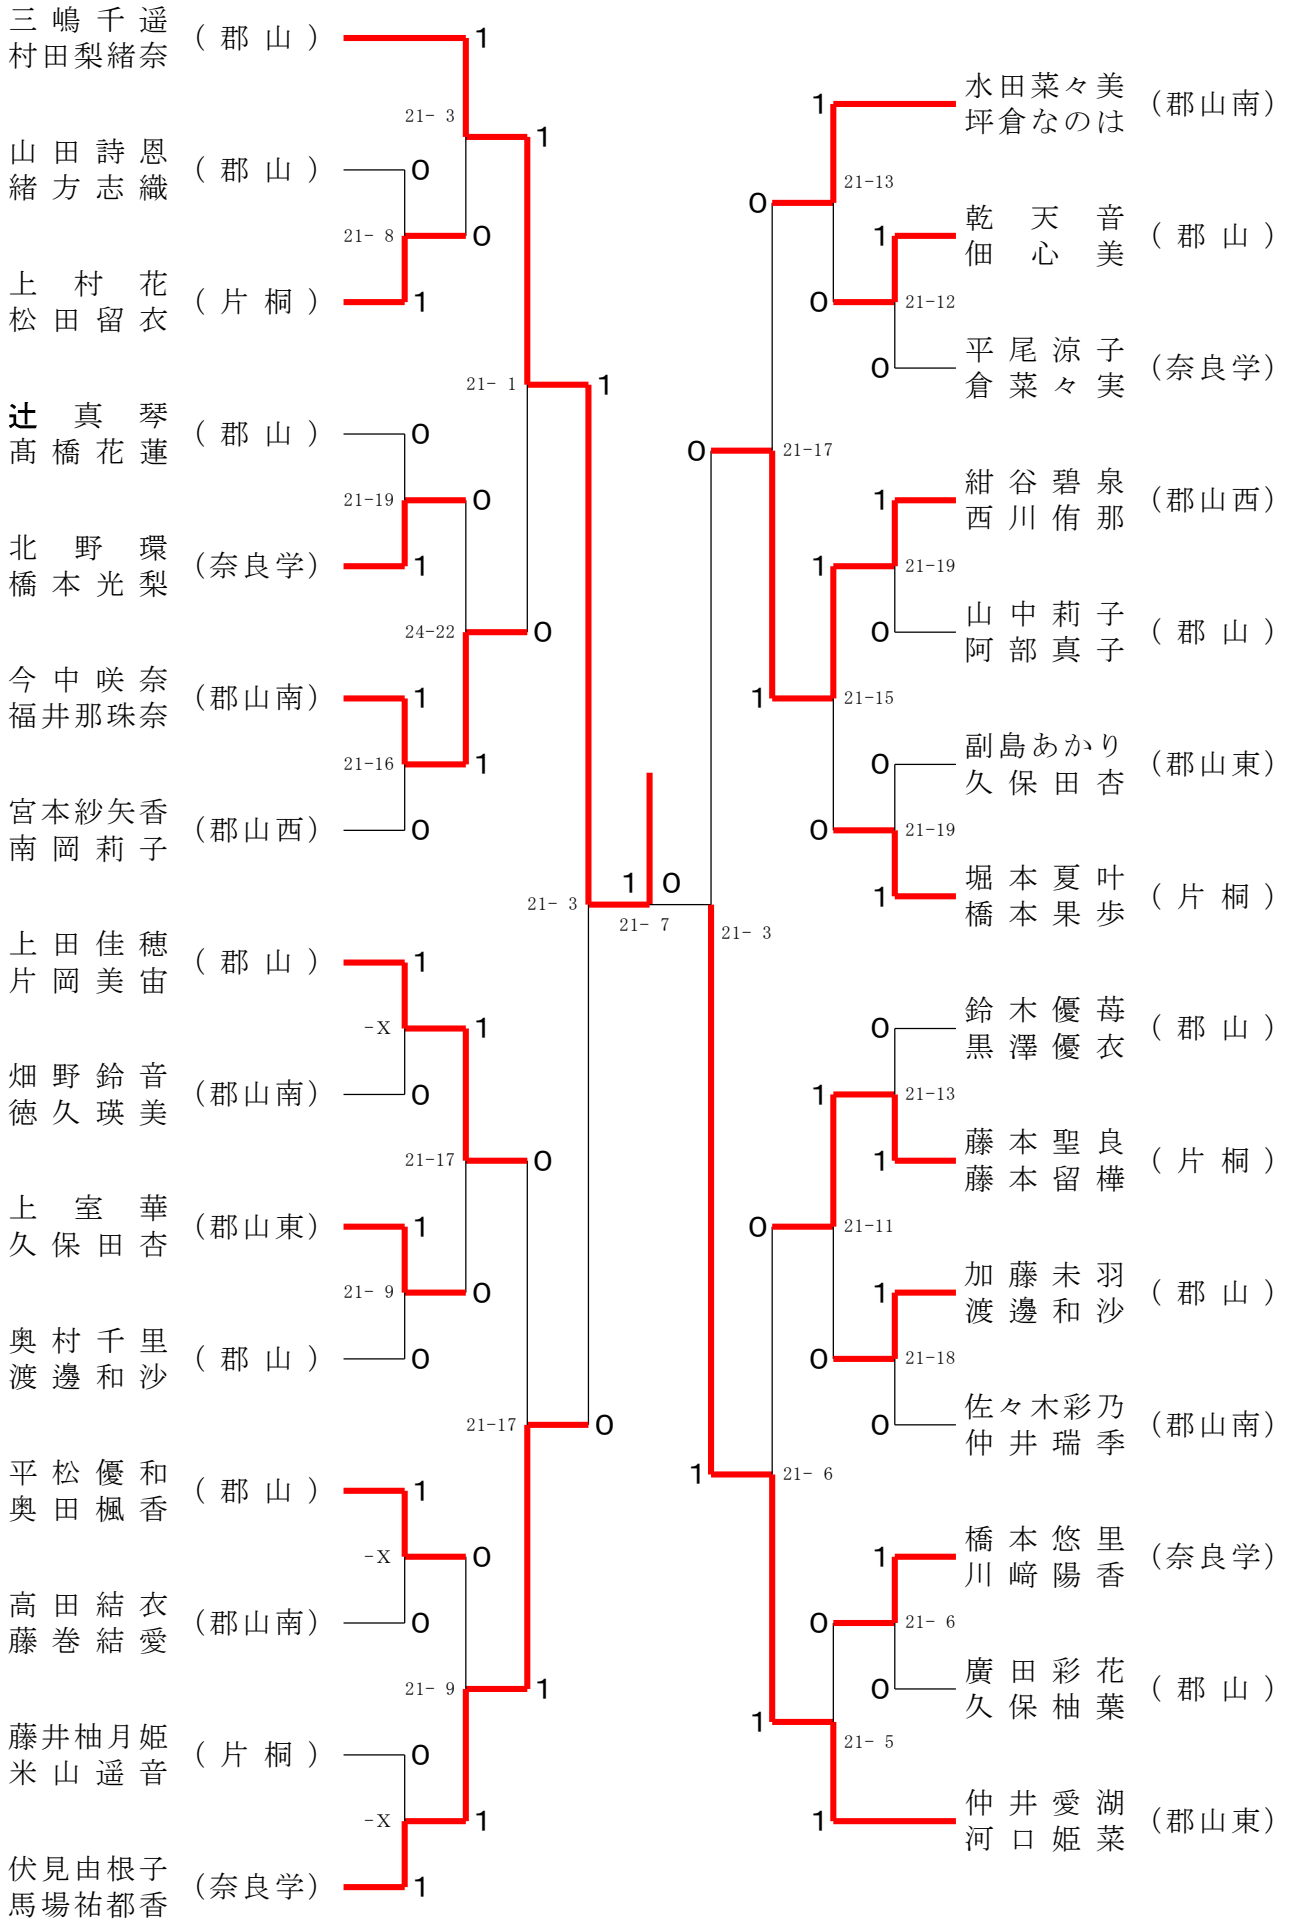 三嶋千遥
村田梨緒奈
(郡山)
1
21- 3
1
山田詩恩
緒方志織
(郡山)
0
21- 8
0
上村花
松田留衣
(片桐)
1
21- 1
1
辻真琴
髙橋花蓮
(郡山)
0
21-19
0
北野環
橋本光梨
(奈良学)
1
24-22
0
今中咲奈
福井那珠奈
(郡山南)
1
21-16
1
宮本紗矢香
南岡莉子
(郡山西)
0
21- 3
1
0
21- 7
上田佳穂
片岡美宙
(郡山)
1
-X
1
畑野鈴音
徳久瑛美
(郡山南)
0
21-17
0
上室華
久保田杏
(郡山東)
1
21- 9
0
奥村千里
渡邊和沙
(郡山)
0
21-17
0
平松優和
奥田楓香
(郡山)
1
-X
0
高田結衣
藤巻結愛
(郡山南)
0
21- 9
1
藤井柚月姫
米山遥音
(片桐)
0
-X
1
伏見由根子
馬場祐都香
(奈良学)
1
1
水田菜々美
坪倉なのは
(郡山南)
21-13
0
1
乾天音
佃心美
(郡山)
0
21-12
0
平尾涼子
倉菜々実
(奈良学)
0
21-17
1
紺谷碧泉
西川侑那
(郡山西)
1
21-19
0
山中莉子
阿部真子
(郡山)
1
21-15
0
副島あかり
久保田杏
(郡山東)
0
21-19
1
堀本夏叶
橋本果歩
(片桐)
21- 3
0
鈴木優苺
黒澤優衣
(郡山)
1
21-13
1
藤本聖良
藤本留樺
(片桐)
0
21-11
1
加藤未羽
渡邊和沙
(郡山)
0
21-18
0
佐々木彩乃
仲井瑞季
(郡山南)
1
21- 6
1
橋本悠里
川﨑陽香
(奈良学)
0
21- 6
0
廣田彩花
久保柚葉
(郡山)
1
21- 5
1
仲井愛湖
河口姫菜
(郡山東)